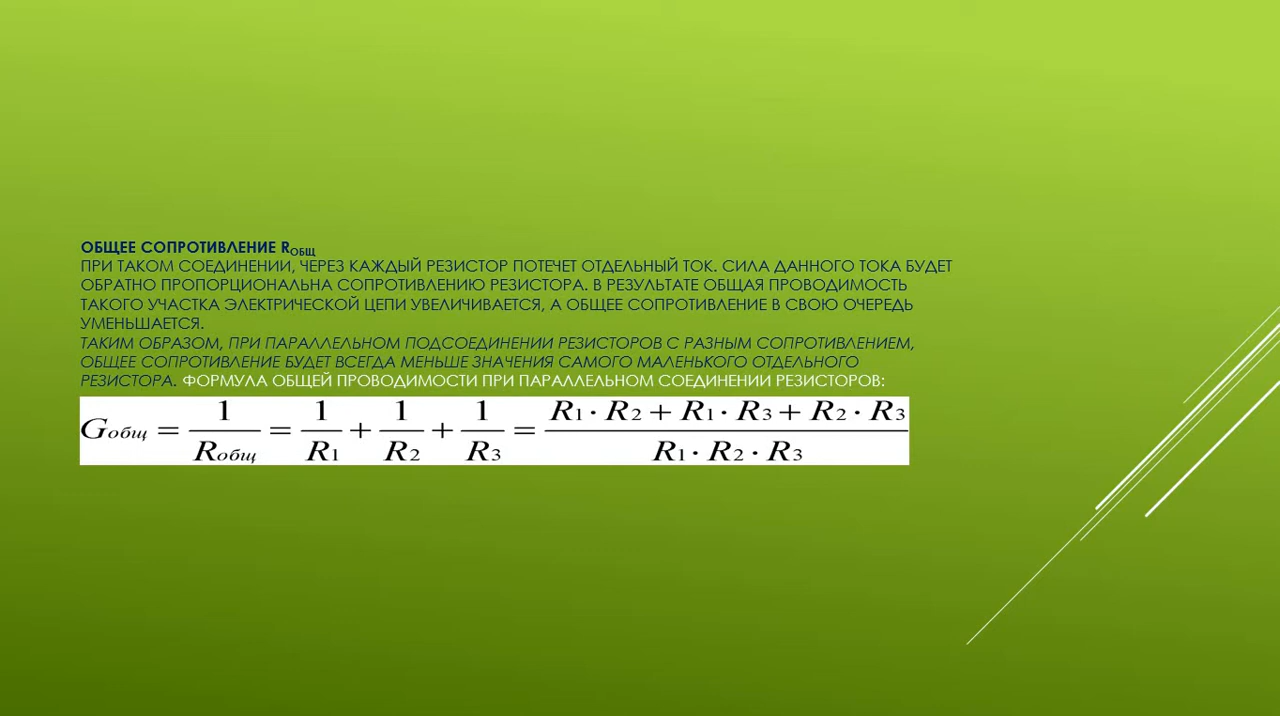 ОБЩЕЕ СОПРОТИВЛЕНИЕ Rобщ
ПРИ ТАКОМ СОЕДИНЕНИИ, ЧЕРЕЗ КАЖДЫЙ РЕЗИСТОР ПОТЕЧЕТ ОТДЕЛЬНЫЙ ТОК. СИЛА ДАННОГО ТОКА БУДЕТ
ОБРАТНО ПРОПОРЦИОНАЛЬНА СОПРОТИВЛЕНИЮ РЕЗИСТОРА. В РЕЗУЛЬТАТЕ ОБЩАЯ ПРОВОДИМОСТЬ
ТАКОГО УЧАСТКА ЭЛЕКТРИЧЕСКОЙ ЦЕПИ УВЕЛИЧИВАЕТСЯ, А ОБЩЕЕ СОПРОТИВЛЕНИЕ В СВОЮ ОЧЕРЕДЬ
УМЕНЬШАЕТСЯ.
ТАКИМ ОБРАЗОМ, ПРИ ПАРАЛЛЕЛЬНОМ ПОДСОЕДИНЕНИИ РЕЗИСТОРОВ С РАЗНЫМ СОПРОТИВЛЕНИЕМ,
ОБЩЕЕ СОПРОТИВЛЕНИЕ БУДЕТ ВСЕГДА МЕНЬШЕ ЗНАЧЕНИЯ САМОГО МАЛЕНЬКОГО ОТДЕЛЬНОГО
РЕЗИСТОРА. ФОРМУЛА ОБЩЕЙ ПРОВОДИМОСТИ ПРИ ПАРАЛЛЕЛЬНОМ СОЕДИНЕНИИ РЕЗИСТОРОВ:
Gобщ = 1/Rобщ = 1/R1 + 1/R2 + 1/R3 = (R1 · R2 + R1 · R3 + R2 · R3)/(R1 · R2 · R3)